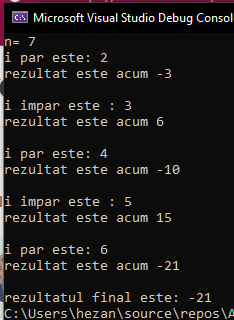 Microsoft Visual Studio Debug Conso
n= 7
i par este: 2
rezultat este acum -3
i impar este : 3
rezultat este acum 6
i par este: 4
rezultat este acum -10
i impar este : 5
rezultat este acum 15
i par este: 6
rezultat este acum -21
rezultatul final este: -21
C:\Users\hezan\source\repos\A